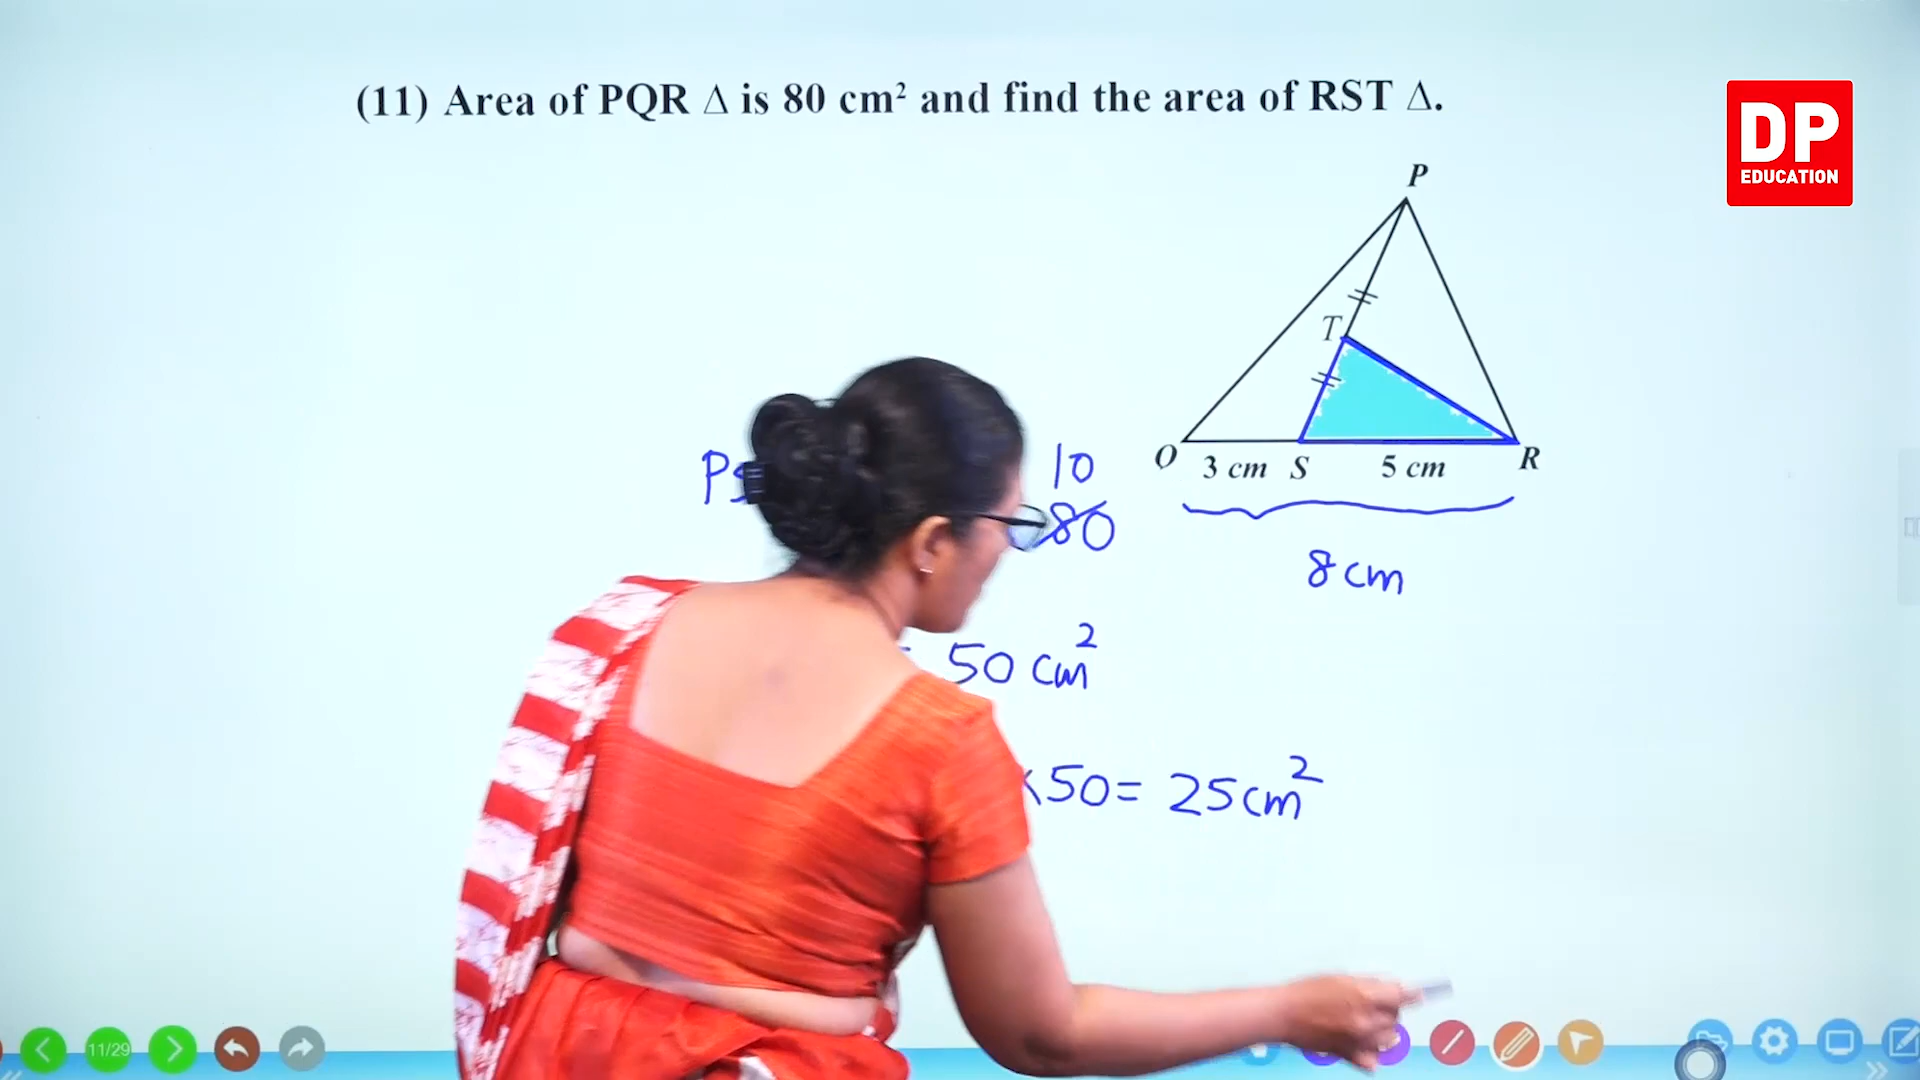 (11) Area of PQR Δ is 80 cm² and find the area of RST Δ.
DP
EDUCATION
P
T
Q 3 cm S 5 cm R
10
80
8 cm
50 cm²
×50 = 25 cm²
11/29